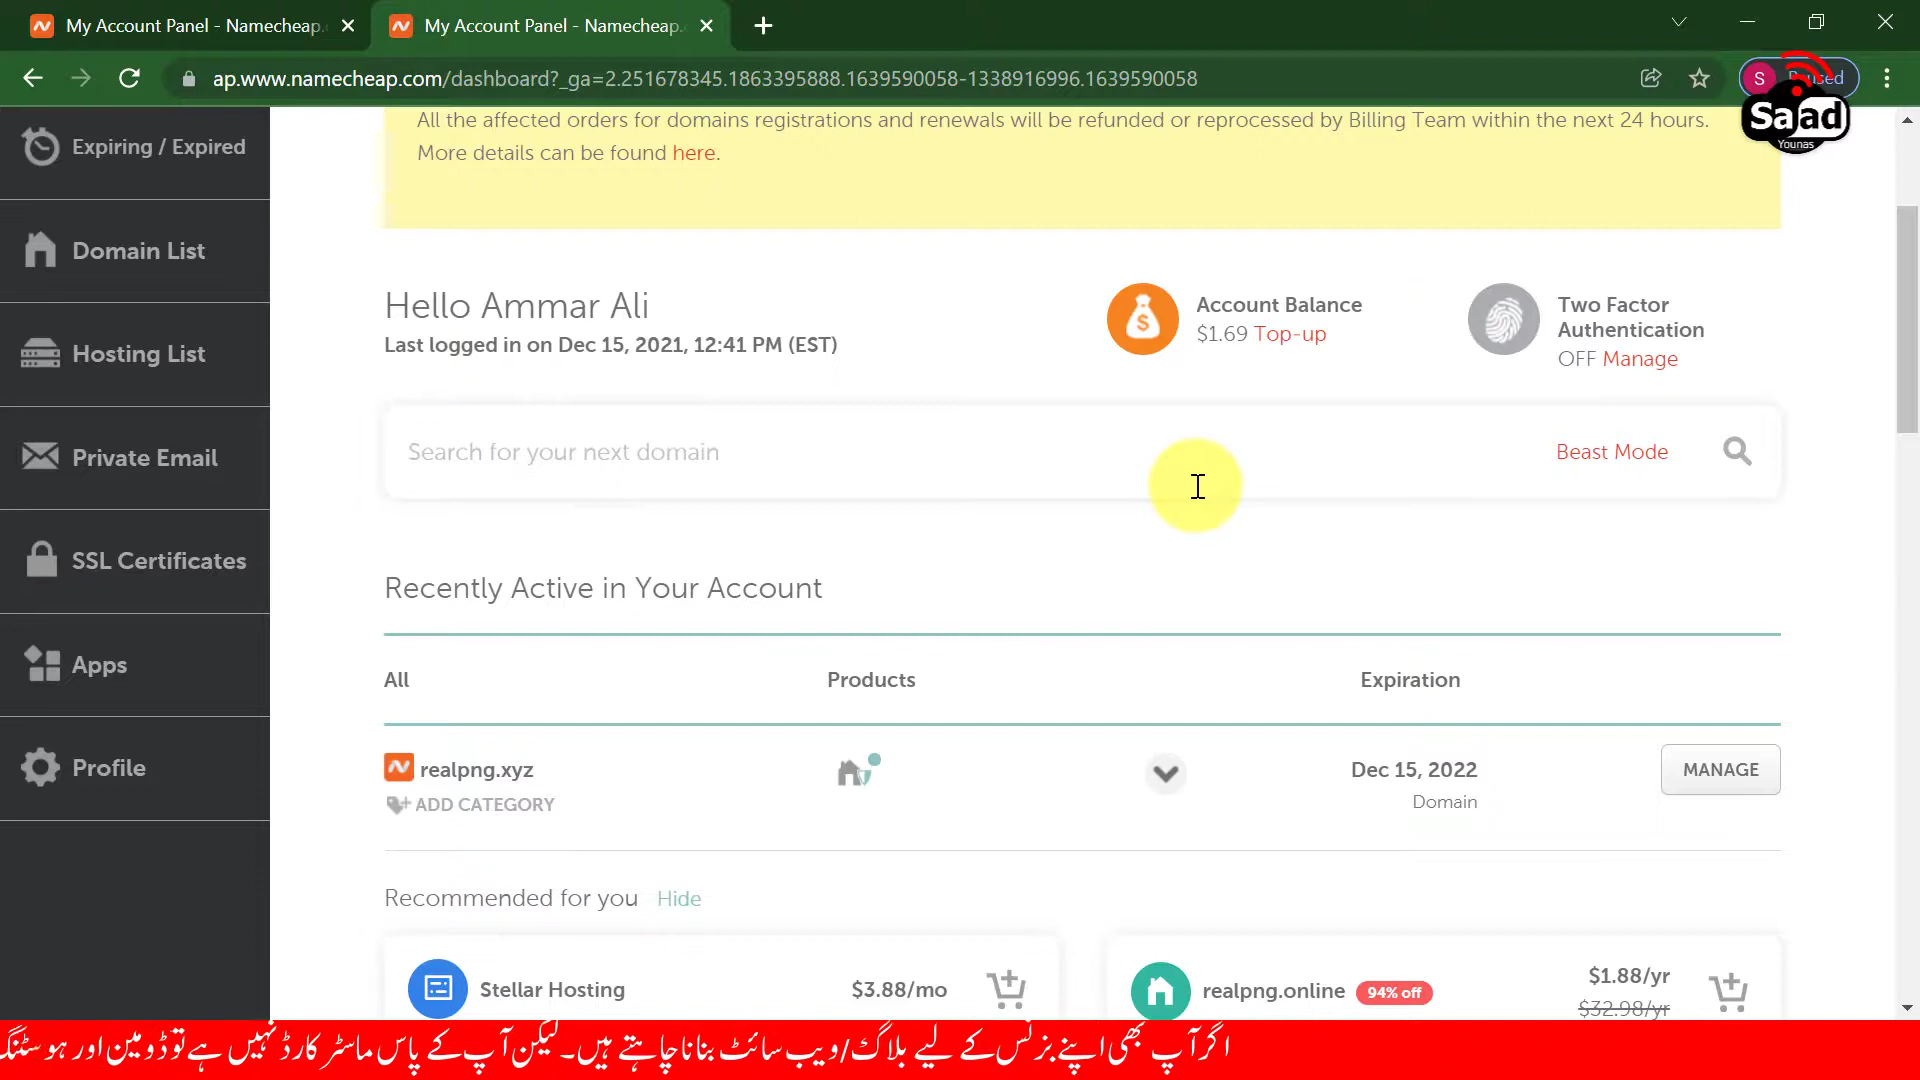 My Account Panel - Namecheap.
My Account Panel - Namecheap.
ap.www.namecheap.com/dashboard?_ga=2.251678345.1863395888.1639590058-1338916996.1639590058
S
Saad
Younas
Expiring / Expired
Domain List
Hosting List
Private Email
SSL Certificates
Apps
Profile
All the affected orders for domains registrations and renewals will be refunded or reprocessed by Billing Team within the next 24 hours.
More details can be found here.
Hello Ammar Ali
Last logged in on Dec 15, 2021, 12:41 PM (EST)
Account Balance
$1.69 Top-up
Two Factor
Authentication
OFF Manage
Search for your next domain
Beast Mode
Recently Active in Your Account
All Products Expiration
realpng.xyz
ADD CATEGORY
Dec 15, 2022
Domain
MANAGE
Recommended for you Hide
Stellar Hosting $3.88/mo
realpng.online 94% off $1.88/yr
$32.98/yr
اگر آپ بھی اپنے بزنس کے لیے بلاگ/ویب سائٹ بنانا چاہتے ہیں۔ لیکن آپ کے پاس ماسٹر کارڈ نہیں ہے تو ڈومین اور ہوسٹنگ